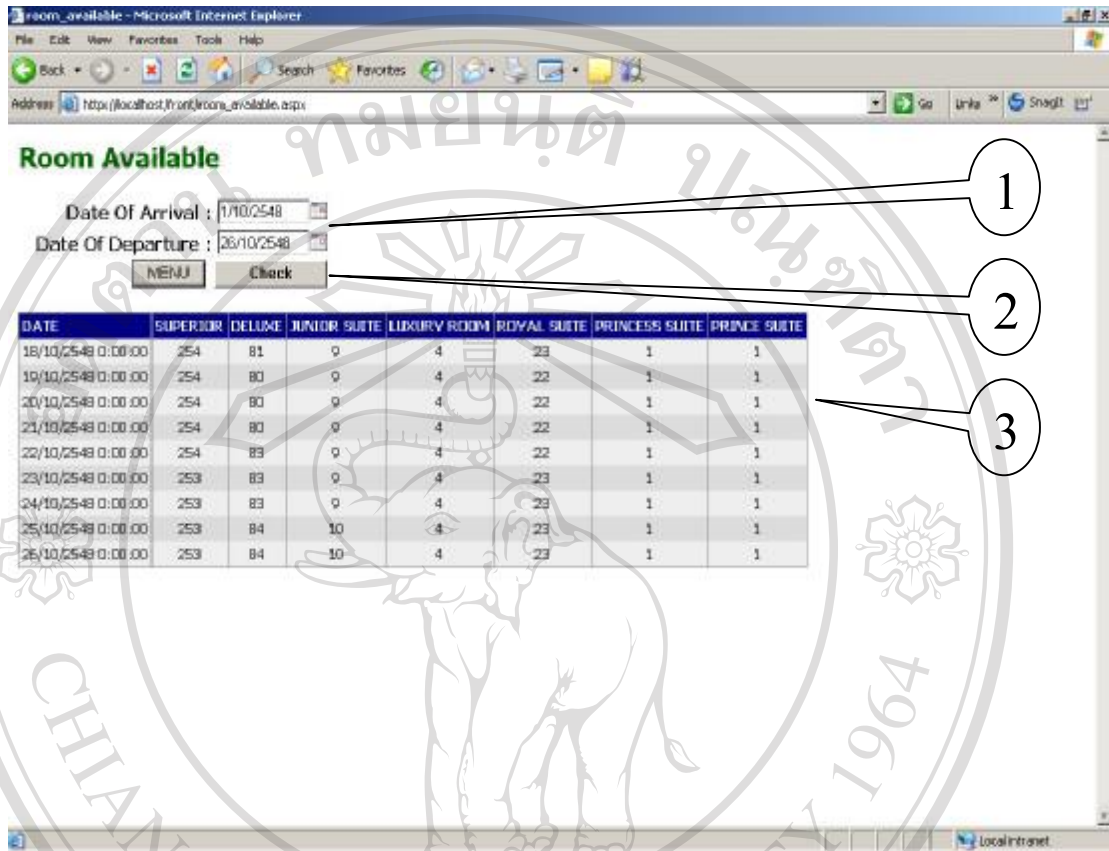 room_available - Microsoft Internet Explorer
File Edit View Favorites Tools Help
Back Search Favorites
Address http://localhost/front/room_available.aspx Go Links » SnagIt
Room Available
Date Of Arrival : 1/10/2548
Date Of Departure : 26/10/2548
MENU Check
DATE SUPERIOR DELUXE JUNIOR SUITE LUXURY ROOM ROYAL SUITE PRINCESS SUITE PRINCE SUITE
18/10/2548 0:00:00 254 81 9 4 23 1 1
19/10/2548 0:00:00 254 80 9 4 22 1 1
20/10/2548 0:00:00 254 80 9 4 22 1 1
21/10/2548 0:00:00 254 80 9 4 22 1 1
22/10/2548 0:00:00 254 83 9 4 22 1 1
23/10/2548 0:00:00 253 83 9 4 23 1 1
24/10/2548 0:00:00 253 83 9 4 23 1 1
25/10/2548 0:00:00 253 84 10 4 23 1 1
26/10/2548 0:00:00 253 84 10 4 23 1 1
1
2
3
Local intranet
1964